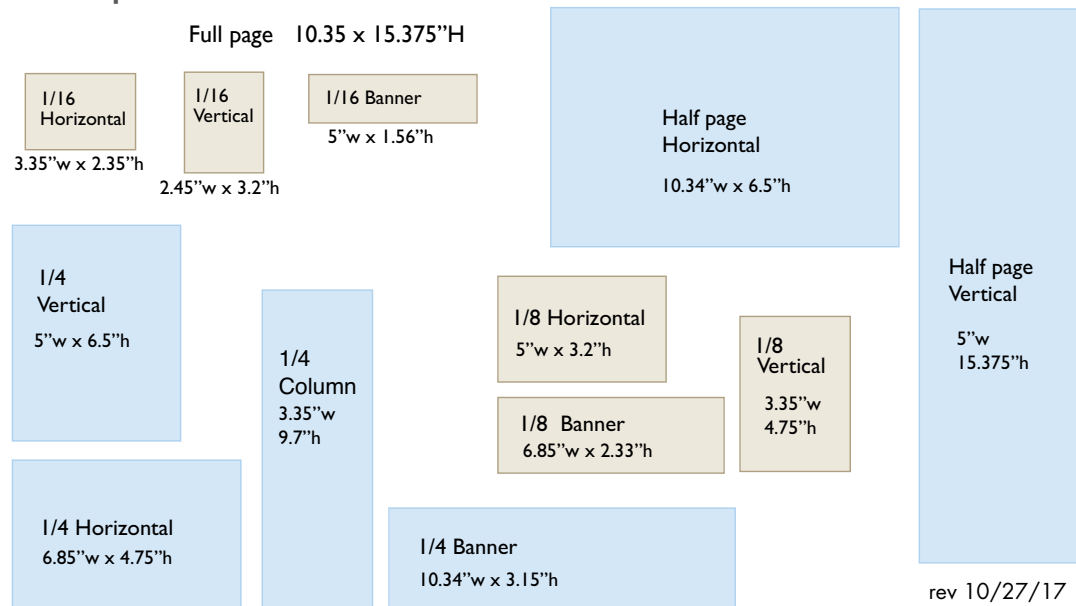 Full page   10.35 x 15.375”H
1/16
Horizontal
3.35”w x 2.35”h
1/16
Vertical
2.45”w x 3.2”h
1/16 Banner
5”w x 1.56”h
Half page
Horizontal
10.34”w x 6.5”h
Half page
Vertical
5”w
15.375”h
1/4
Vertical
5”w x 6.5”h
1/4
Column
3.35”w
9.7”h
1/8 Horizontal
5”w x 3.2”h
1/8  Banner
6.85”w x 2.33”h
1/8
Vertical
3.35”w
4.75”h
1/4 Horizontal
6.85”w x 4.75”h
1/4 Banner
10.34”w x 3.15”h
rev 10/27/17